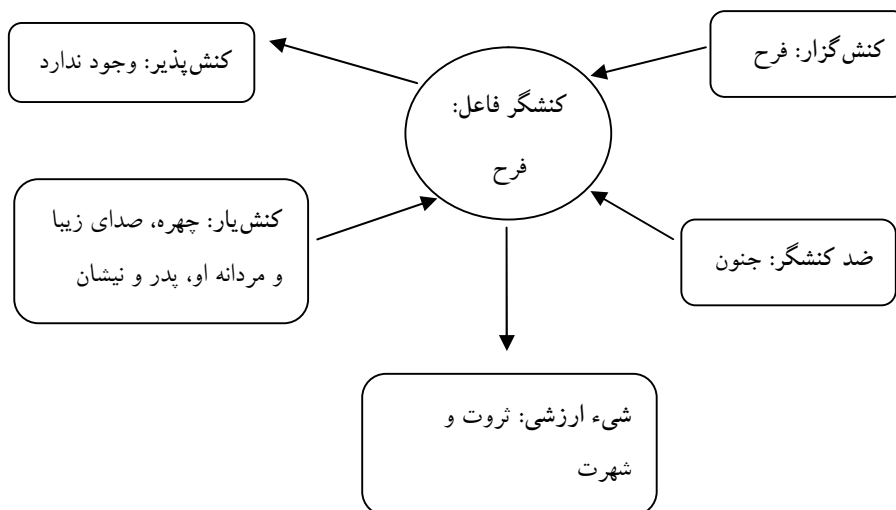 کنش‌گزار: فرح
کنش‌پذیر: وجود ندارد
کنشگر فاعل:
فرح
کنش‌یار: چهره، صدای زیبا
و مردانه او، پدر و نیشان
ضد کنشگر: جنون
شیء ارزشی: ثروت و
شهرت